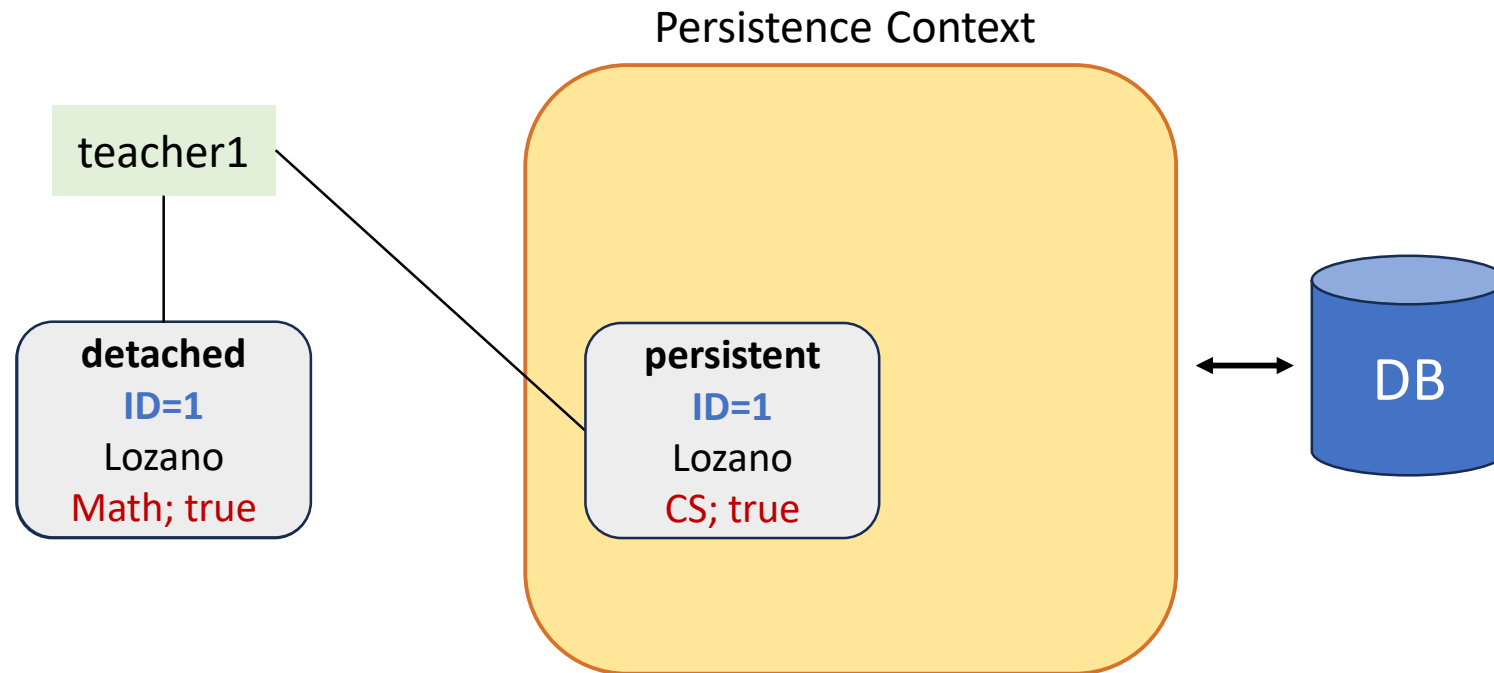 Persistence Context
teacher1
detached
ID=1
Lozano
Math; true
persistent
ID=1
Lozano
CS; true
DB